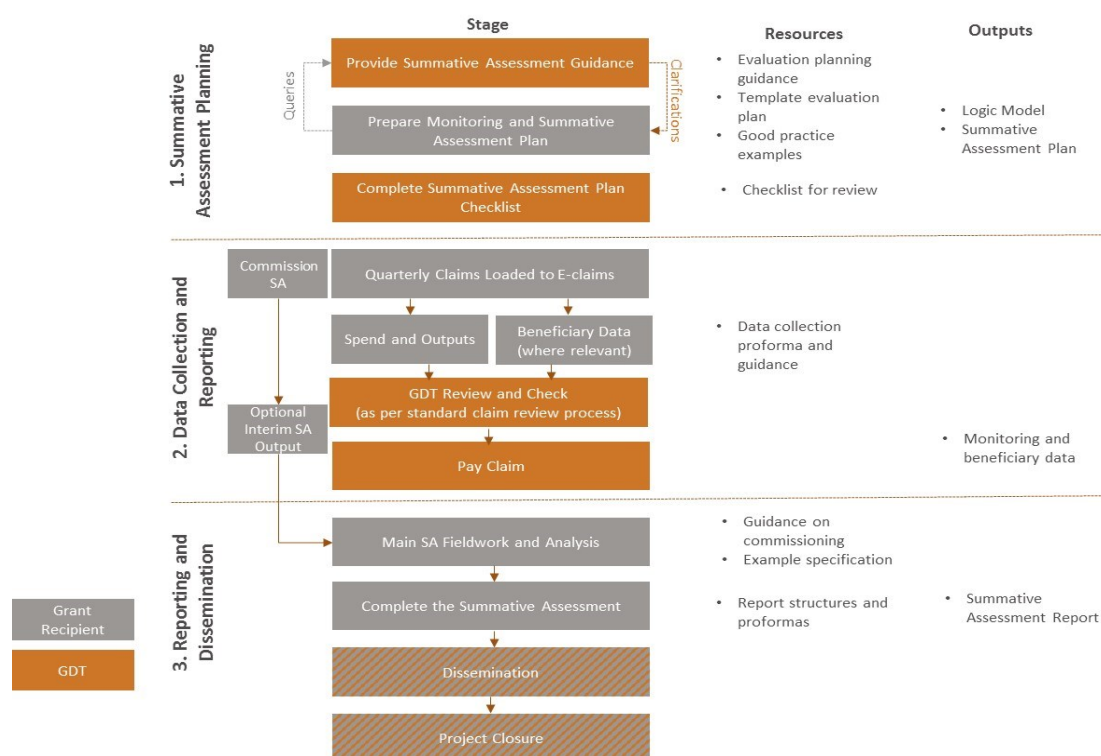 Stage
Resources
Outputs
1. Summative
Assessment Planning
Provide Summative Assessment Guidance
Queries
Clarifications
Prepare Monitoring and Summative
Assessment Plan
Complete Summative Assessment Plan
Checklist
• Evaluation planning
guidance
• Template evaluation
plan
• Good practice
examples
• Checklist for review
• Logic Model
• Summative
Assessment Plan
2. Data Collection and
Reporting
Commission
SA
Quarterly Claims Loaded to E-claims
Spend and Outputs
Beneficiary Data
(where relevant)
GDT Review and Check
(as per standard claim review process)
Optional
Interim SA
Output
Pay Claim
• Data collection
proforma and
guidance
• Monitoring and
beneficiary data
3. Reporting and
Dissemination
Main SA Fieldwork and Analysis
Complete the Summative Assessment
Dissemination
Project Closure
• Guidance on
commissioning
• Example specification
• Report structures and
proformas
• Summative
Assessment Report
Grant
Recipient
GDT